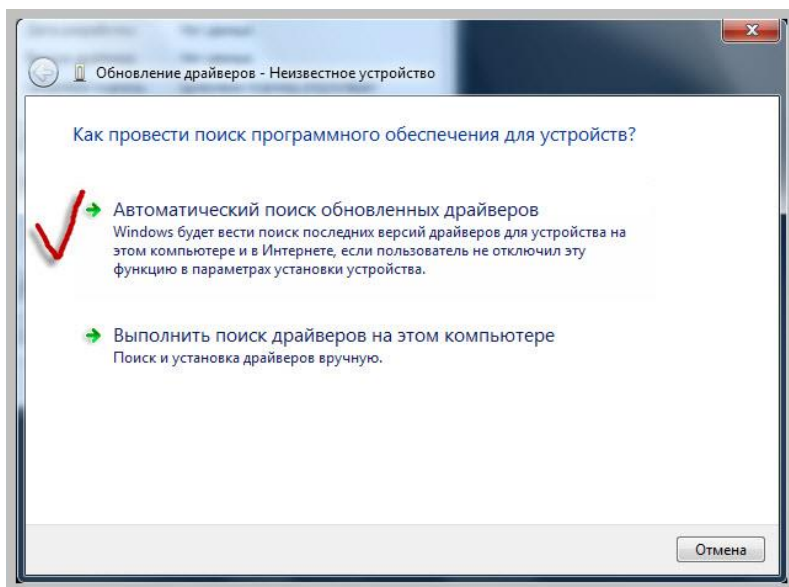 Обновление драйверов - Неизвестное устройство
Как провести поиск программного обеспечения для устройств?
Автоматический поиск обновленных драйверов
Windows будет вести поиск последних версий драйверов для устройства на
этом компьютере и в Интернете, если пользователь не отключил эту
функцию в параметрах установки устройства.
Выполнить поиск драйверов на этом компьютере
Поиск и установка драйверов вручную.
Отмена